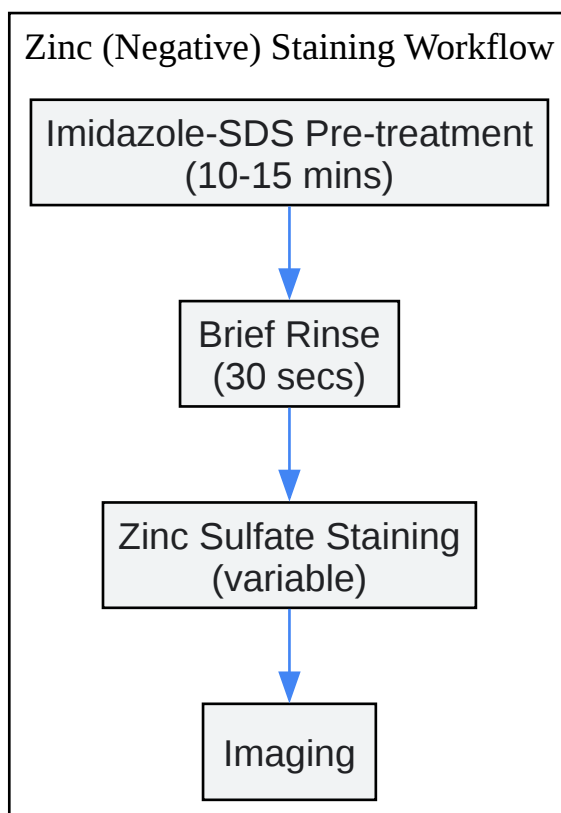 Zinc (Negative) Staining Workflow
Imidazole-SDS Pre-treatment
(10-15 mins)
Brief Rinse
(30 secs)
Zinc Sulfate Staining
(variable)
Imaging